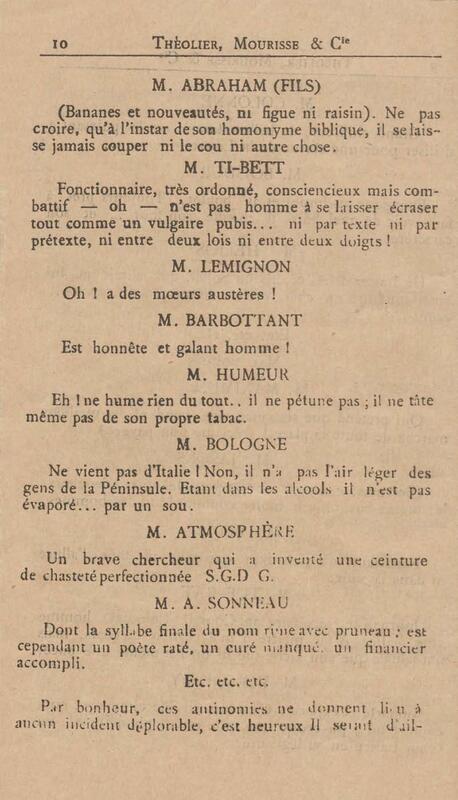 10 THÉOLIER, MOURISSE & Cie
M. ABRAHAM (FILS)
(Bananes et nouveautés, ni figue ni raisin). Ne pas
croire, qu'à l'instar de son homonyme biblique, il se lais-
se jamais couper ni le cou ni autre chose.
M. TI-BETT
Fonctionnaire, très ordonné, consciencieux mais com-
battif — oh — n'est pas homme à se laisser écraser
tout comme un vulgaire pubis... ni par texte ni par
prétexte, ni entre deux lois ni entre deux doigts !
M. LEMIGNON
Oh ! a des mœurs austères !
M. BARBOTTANT
Est honnête et galant homme !
M. HUMEUR
Eh ! ne hume rien du tout.. il ne pétune pas ; il ne tâte
même pas de son propre tabac.
M. BOLOGNE
Ne vient pas d'Italie ! Non, il n'a pas l'air léger des
gens de la Péninsule. Etant dans les alcools il n'est pas
évaporé... par un sou.
M. ATMOSPHÈRE
Un brave chercheur qui a inventé une ceinture
de chasteté perfectionnée S.G.D G.
M. A. SONNEAU
Dont la syllabe finale du nom rime avec pruneau ; est
cependant un poète raté, un curé manqué. un financier
accompli.
Etc. etc. etc.
Par bonheur, ces antinomies ne donnent lieu à
aucun incident déplorable, c'est heureux Il serait d'ail-